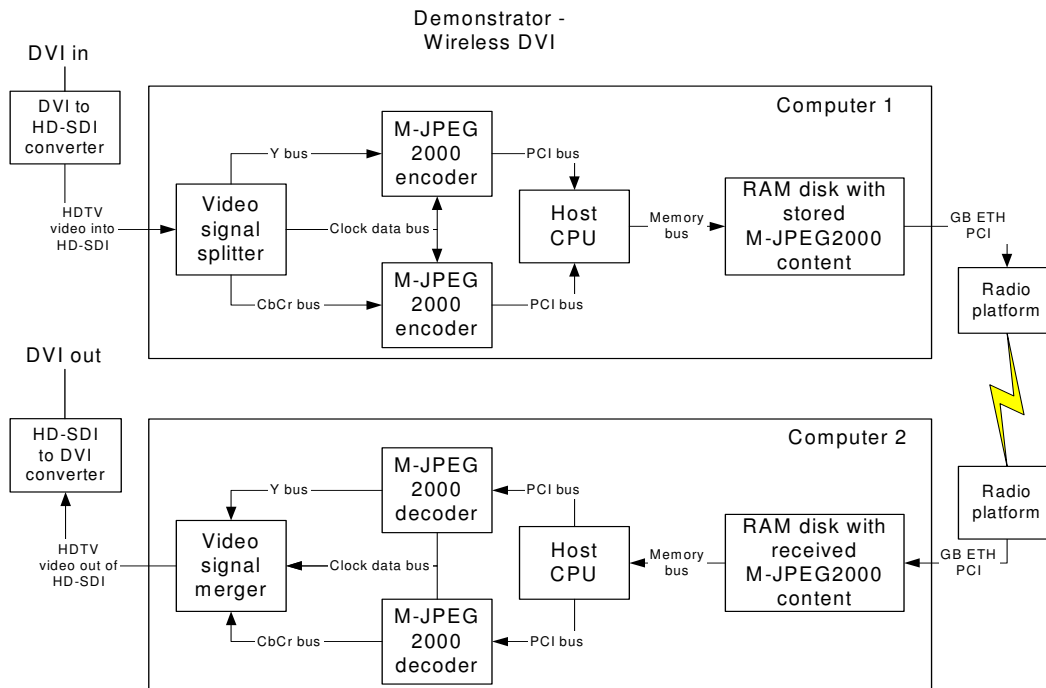 Demonstrator -
Wireless DVI
DVI in
DVI to
HD-SDI
converter
HDTV
video into
HD-SDI
Computer 1
Video
signal
splitter
Y bus
Clock data bus
CbCr bus
M-JPEG
2000
encoder
M-JPEG
2000
encoder
PCI bus
PCI bus
Host
CPU
Memory
bus
RAM disk with
stored
M-JPEG2000
content
GB ETH
PCI
Radio
platform
DVI out
HD-SDI
to DVI
converter
HDTV
video out of
HD-SDI
Computer 2
Video
signal
merger
Y bus
Clock data bus
CbCr bus
M-JPEG
2000
decoder
M-JPEG
2000
decoder
PCI bus
PCI bus
Host
CPU
Memory
bus
RAM disk with
received
M-JPEG2000
content
GB ETH
PCI
Radio
platform